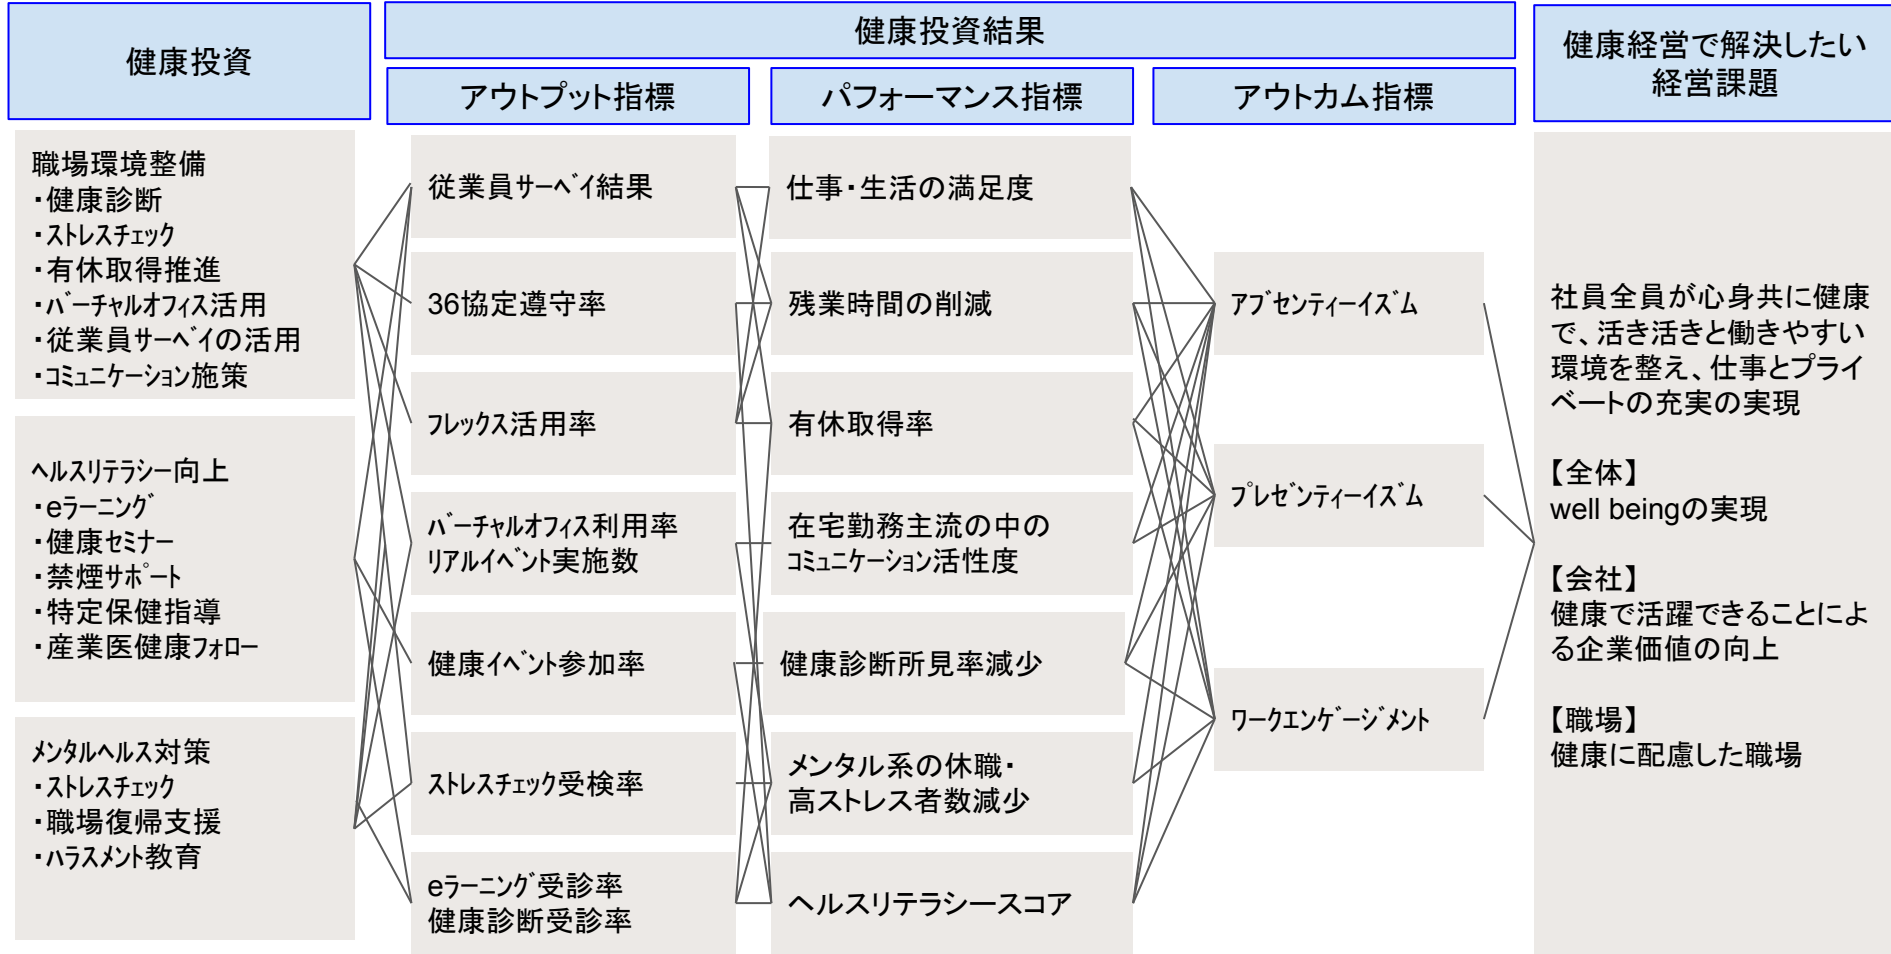 健康投資
健康投資結果
アウトプット指標
パフォーマンス指標
アウトカム指標
健康経営で解決したい
経営課題
職場環境整備
・健康診断
・ストレスチェック
・有休取得推進
・バーチャルオフィス活用
・従業員サーベイの活用
・コミュニケーション施策
ヘルスリテラシー向上
・eラーニング
・健康セミナー
・禁煙サポート
・特定保健指導
・産業医健康フォロー
メンタルヘルス対策
・ストレスチェック
・職場復帰支援
・ハラスメント教育
従業員サーベイ結果
36協定遵守率
フレックス活用率
バーチャルオフィス利用率
リアルイベント実施数
健康イベント参加率
ストレスチェック受検率
eラーニング受診率
健康診断受診率
仕事・生活の満足度
残業時間の削減
有休取得率
在宅勤務主流の中の
コミュニケーション活性度
健康診断所見率減少
メンタル系の休職・
高ストレス者数減少
ヘルスリテラシースコア
アブセンティーイズム
プレゼンティーイズム
ワークエンゲージメント
社員全員が心身共に健康
で、活き活きと働きやすい
環境を整え、仕事とプライ
ベートの充実の実現
【全体】
well beingの実現
【会社】
健康で活躍できることによ
る企業価値の向上
【職場】
健康に配慮した職場